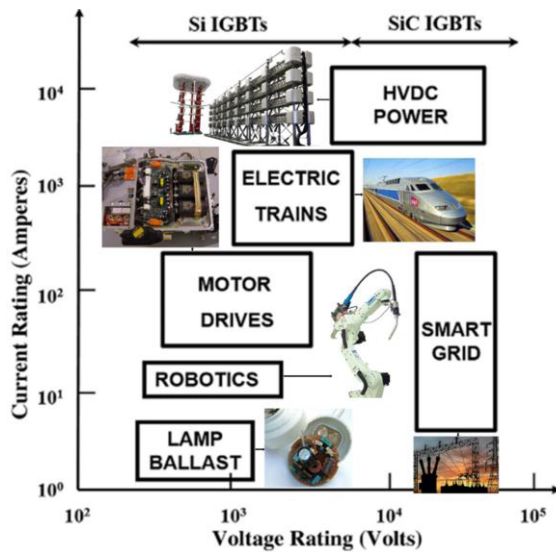 Si IGBTs
SiC IGBTs
Current Rating (Amperes)
10⁴
10³
10²
10¹
10⁰
HVDC
POWER
ELECTRIC
TRAINS
MOTOR
DRIVES
SMART
GRID
ROBOTICS
LAMP
BALLAST
10²
10³
10⁴
10⁵
Voltage Rating (Volts)